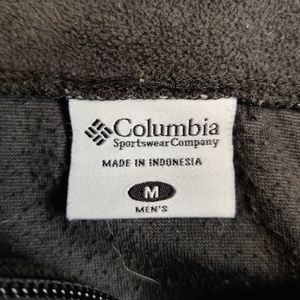 Columbia
Sportswear Company
MADE IN INDONESIA
M
MEN'S